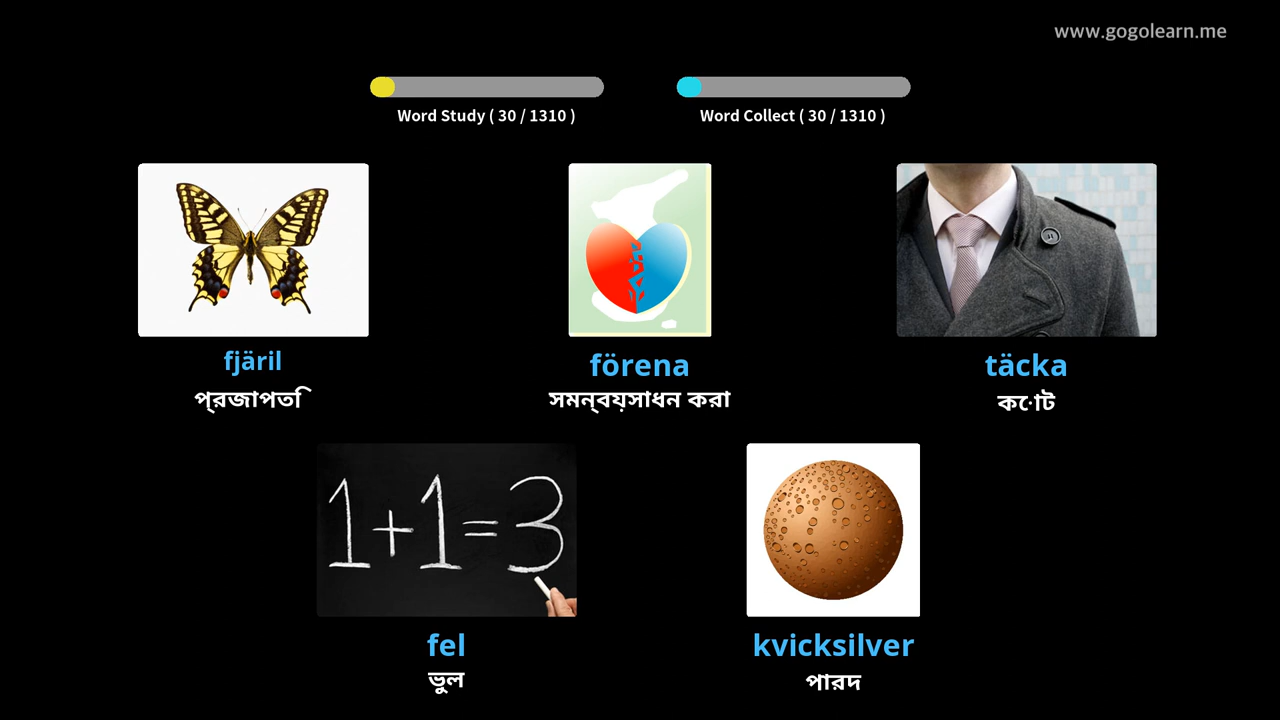 www.gogolearn.me
Word Study ( 30 / 1310 )
Word Collect ( 30 / 1310 )
fjäril
প্রজাপতি
förena
সমন্বয়সাধন করা
täcka
কোট
1+1=3
fel
ভুল
kvicksilver
পারদ